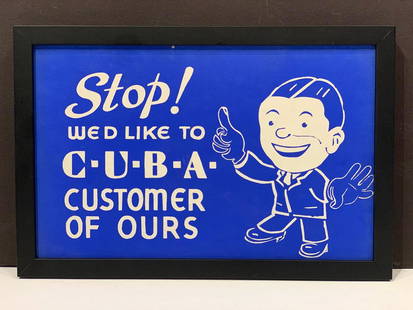 Stop!
WE'D LIKE TO
C·U·B·A·
CUSTOMER
OF OURS